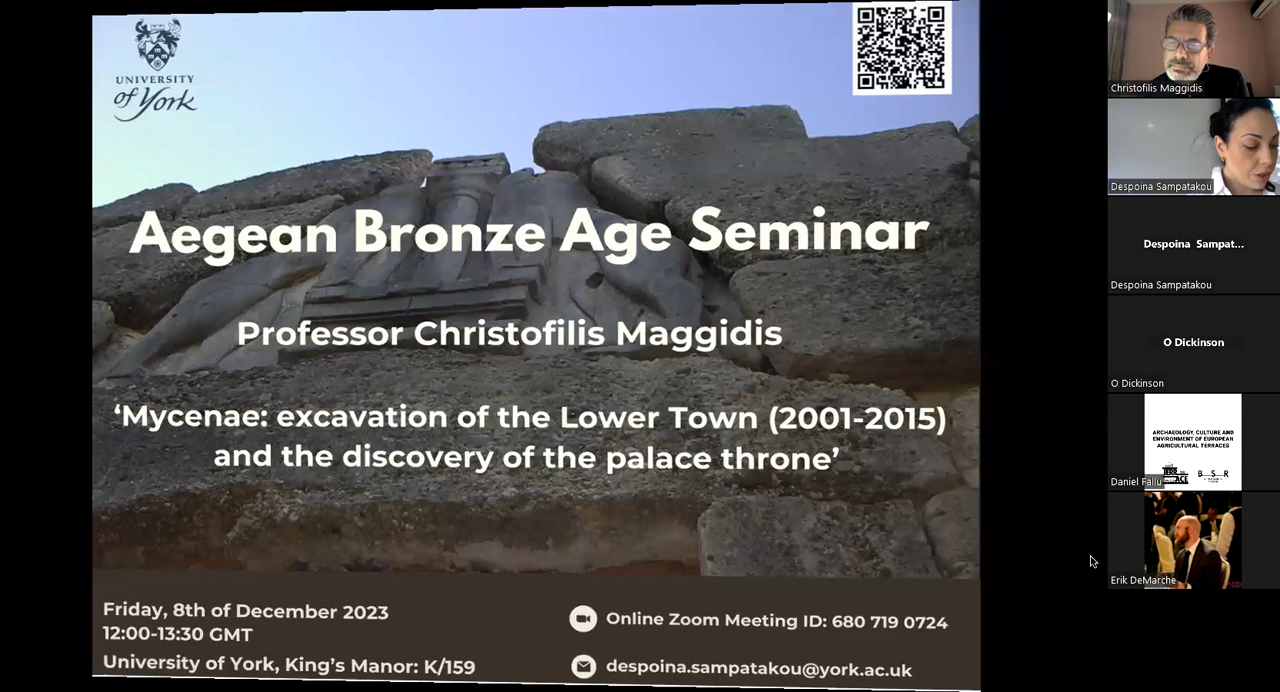 UNIVERSITY
of York
Aegean Bronze Age Seminar
Professor Christofilis Maggidis
‘Mycenae: excavation of the Lower Town (2001-2015)
and the discovery of the palace throne’
Friday, 8th of December 2023
12:00-13:30 GMT
University of York, King’s Manor: K/159
Online Zoom Meeting ID: 680 719 0724
despoina.sampatakou@york.ac.uk
Christofilis Maggidis
Despoina Sampatakou
Despoina Sampat...
Despoina Sampatakou
O Dickinson
O Dickinson
ARCHAEOLOGY, CULTURE AND
ENVIRONMENT OF EUROPEAN
AGRICULTURAL TERRACES
B S R
Daniel Fallu
Erik DeMarche